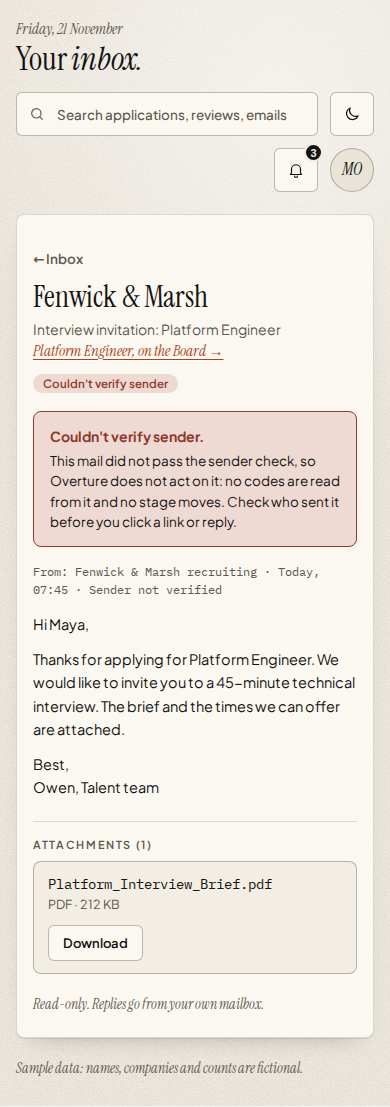 Friday, 21 November
Your inbox.
Search applications, reviews, emails
3
MO
← Inbox
Fenwick & Marsh
Interview invitation: Platform Engineer
Platform Engineer, on the Board →
Couldn't verify sender
Couldn't verify sender.
This mail did not pass the sender check, so
Overture does not act on it: no codes are read
from it and no stage moves. Check who sent it
before you click a link or reply.
From: Fenwick & Marsh recruiting · Today,
07:45 · Sender not verified
Hi Maya,
Thanks for applying for Platform Engineer. We
would like to invite you to a 45-minute technical
interview. The brief and the times we can offer
are attached.
Best,
Owen, Talent team
ATTACHMENTS (1)
Platform_Interview_Brief.pdf
PDF · 212 KB
Download
Read-only. Replies go from your own mailbox.
Sample data: names, companies and counts are fictional.